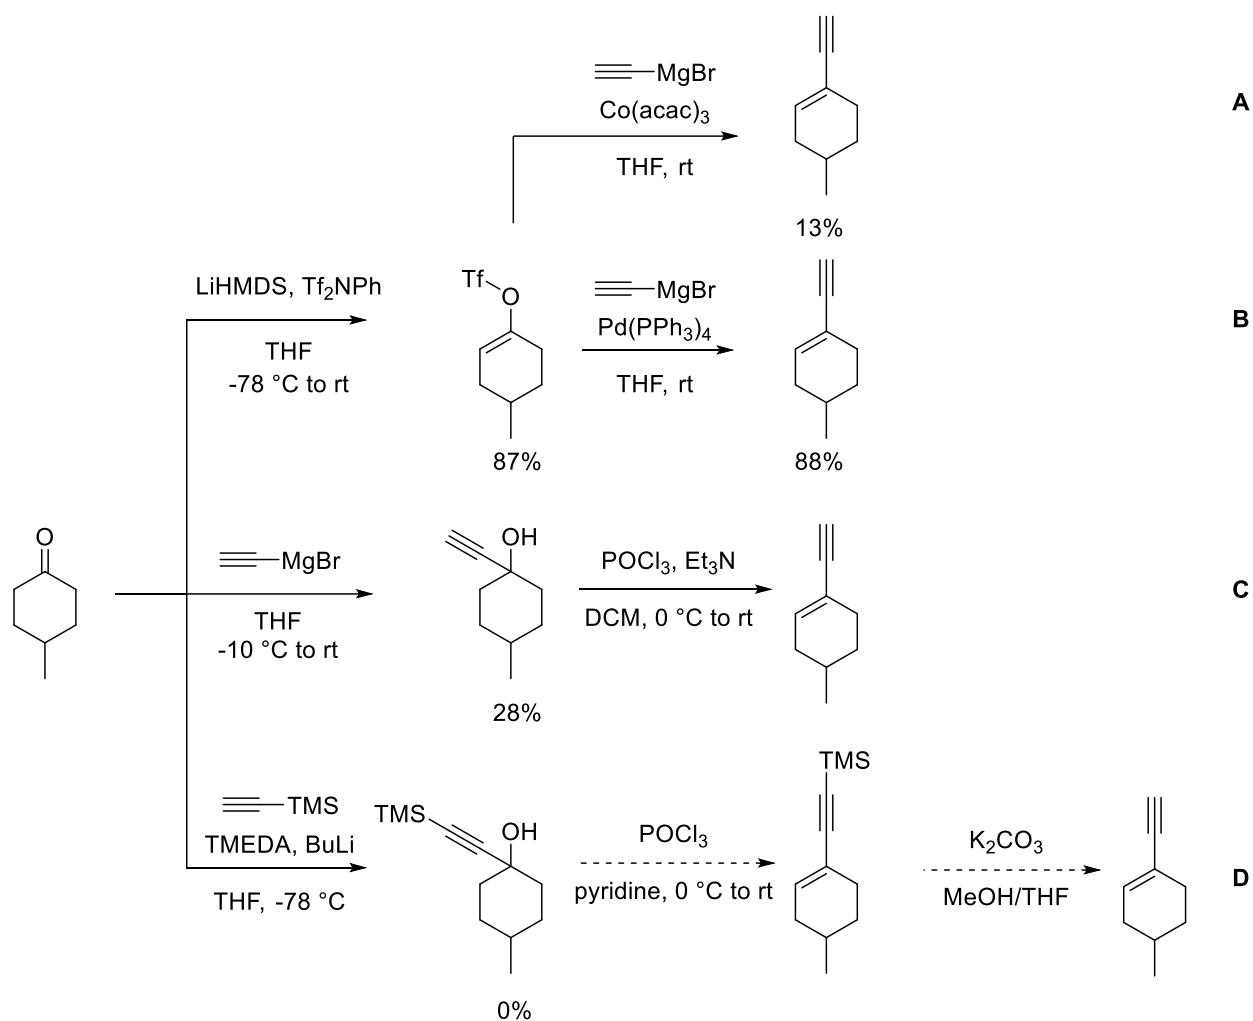 MgBr
Co(acac)3
THF, rt
A
13%
LiHMDS, Tf2NPh
THF
-78 °C to rt
Tf
O
87%
MgBr
Pd(PPh3)4
THF, rt
88%
B
O
MgBr
THF
-10 °C to rt
OH
28%
POCl3, Et3N
DCM, 0 °C to rt
C
TMS
TMEDA, BuLi
THF, -78 °C
TMS
OH
0%
POCl3
pyridine, 0 °C to rt
TMS
K2CO3
MeOH/THF
D